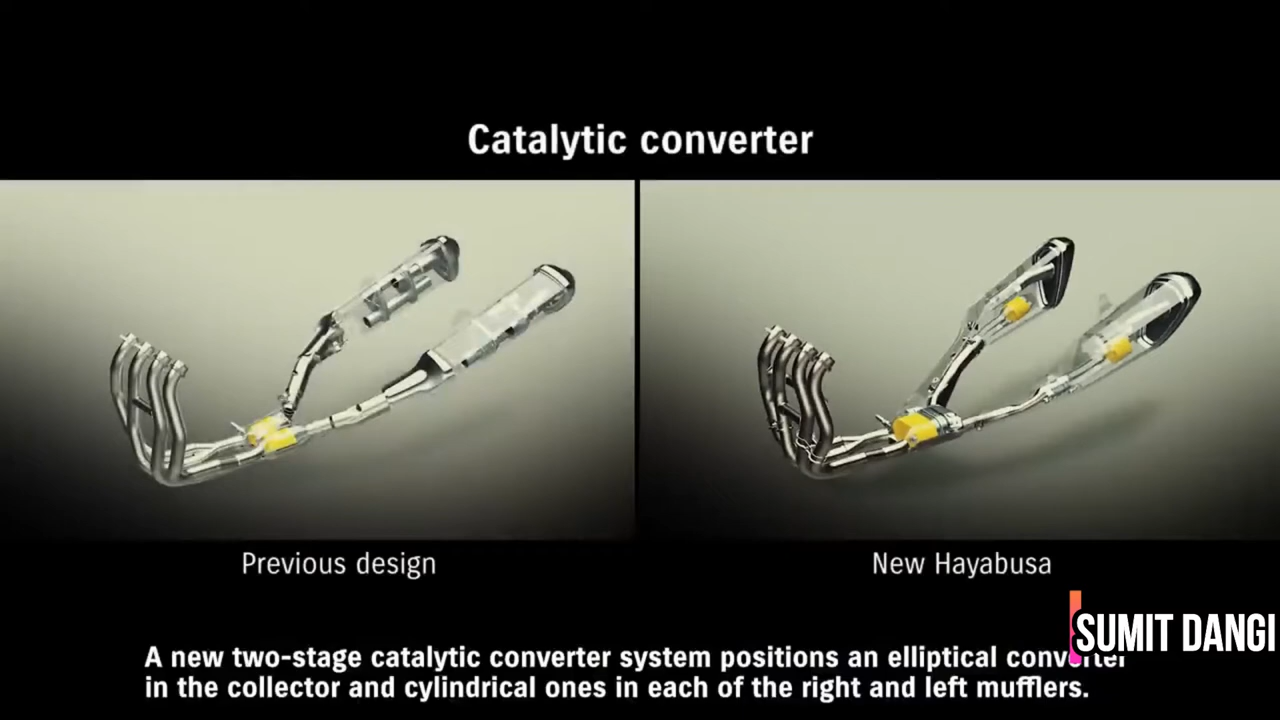 Catalytic converter
Previous design
New Hayabusa
SUMIT DANGI
A new two-stage catalytic converter system positions an elliptical converter
in the collector and cylindrical ones in each of the right and left mufflers.